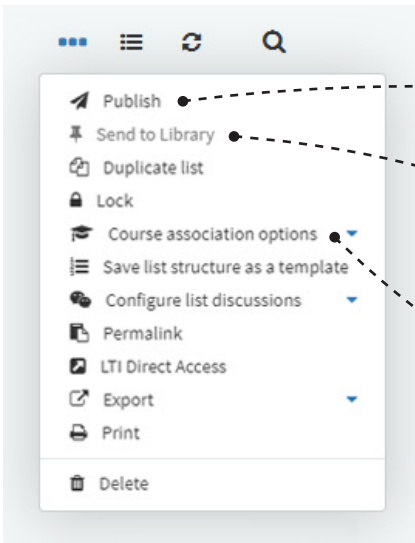 Publish
Send to Library
Duplicate list
Lock
Course association options
Save list structure as a template
Configure list discussions
Permalink
LTI Direct Access
Export
Print
Delete